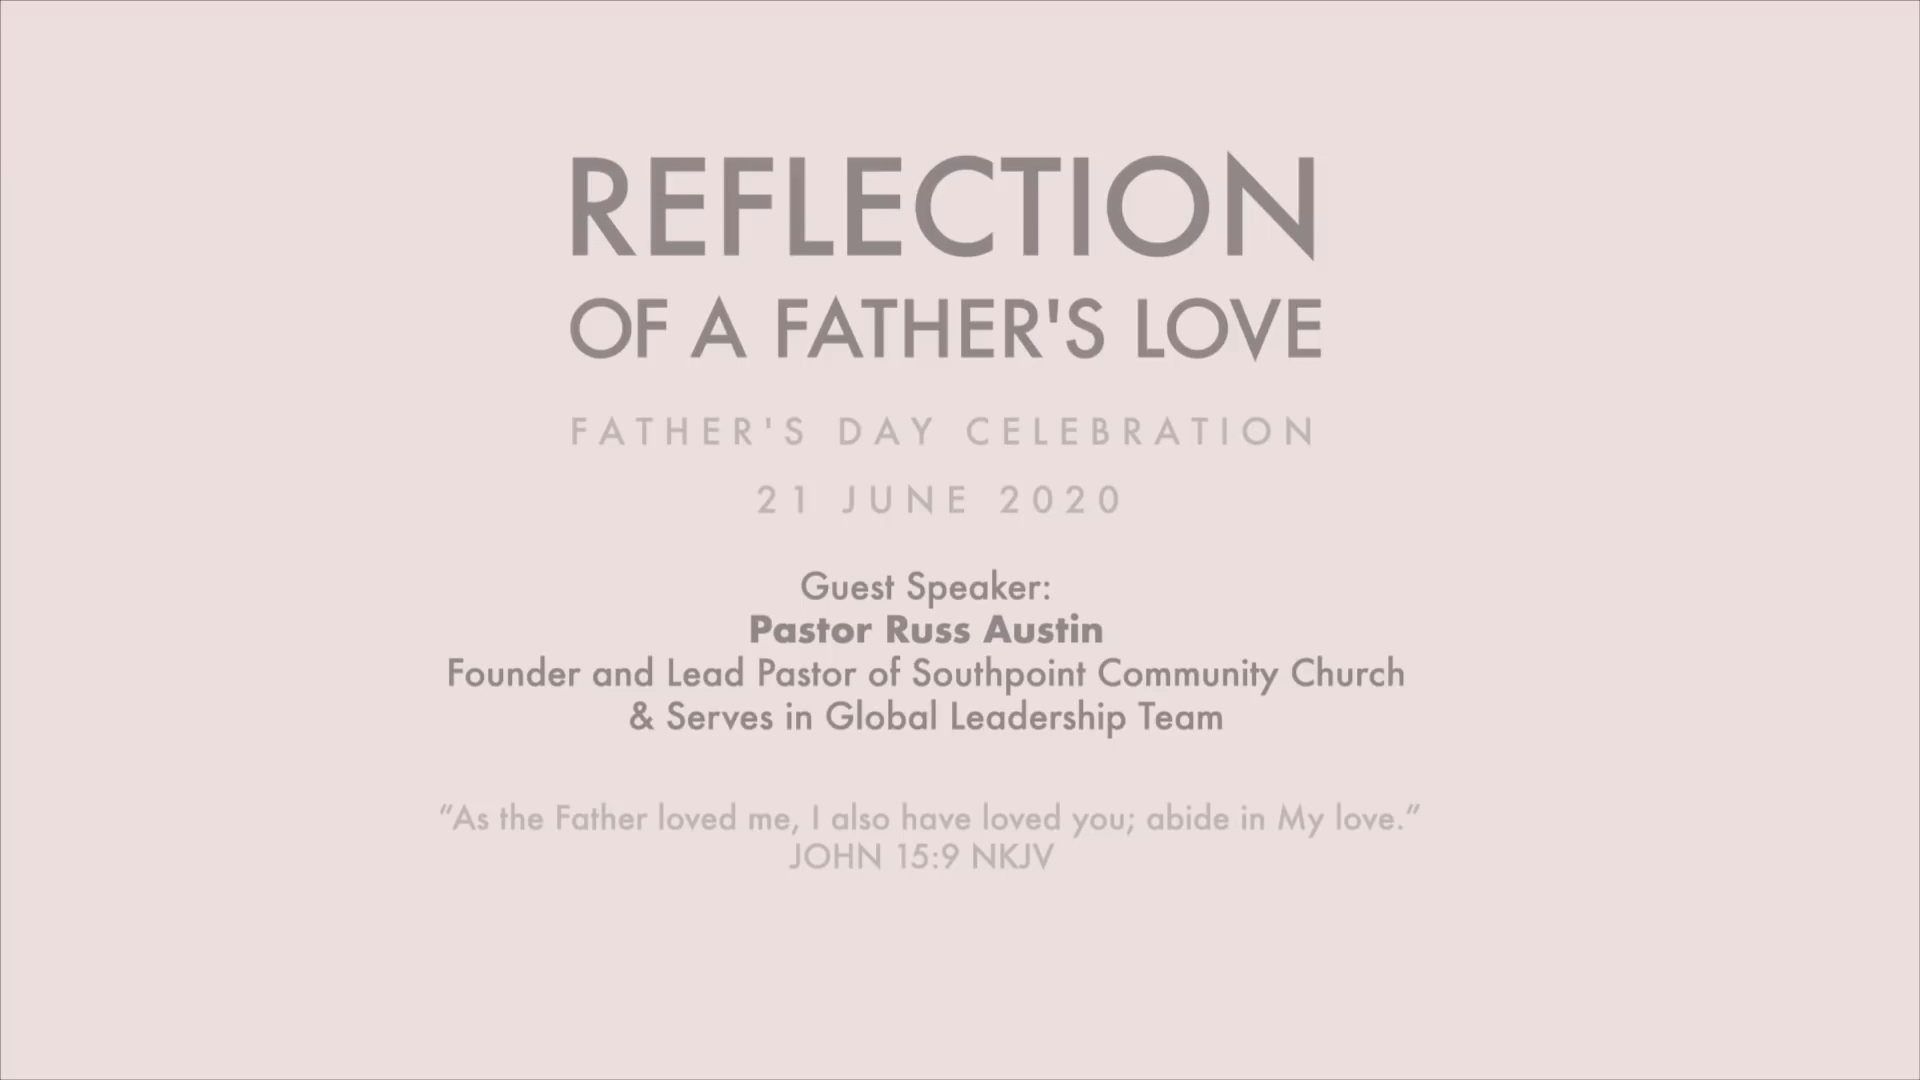 REFLECTION
OF A FATHER'S LOVE
FATHER'S DAY CELEBRATION
21 JUNE 2020
Guest Speaker:
Pastor Russ Austin
Founder and Lead Pastor of Southpoint Community Church
& Serves in Global Leadership Team
“As the Father loved me, I also have loved you; abide in My love.”
JOHN 15:9 NKJV